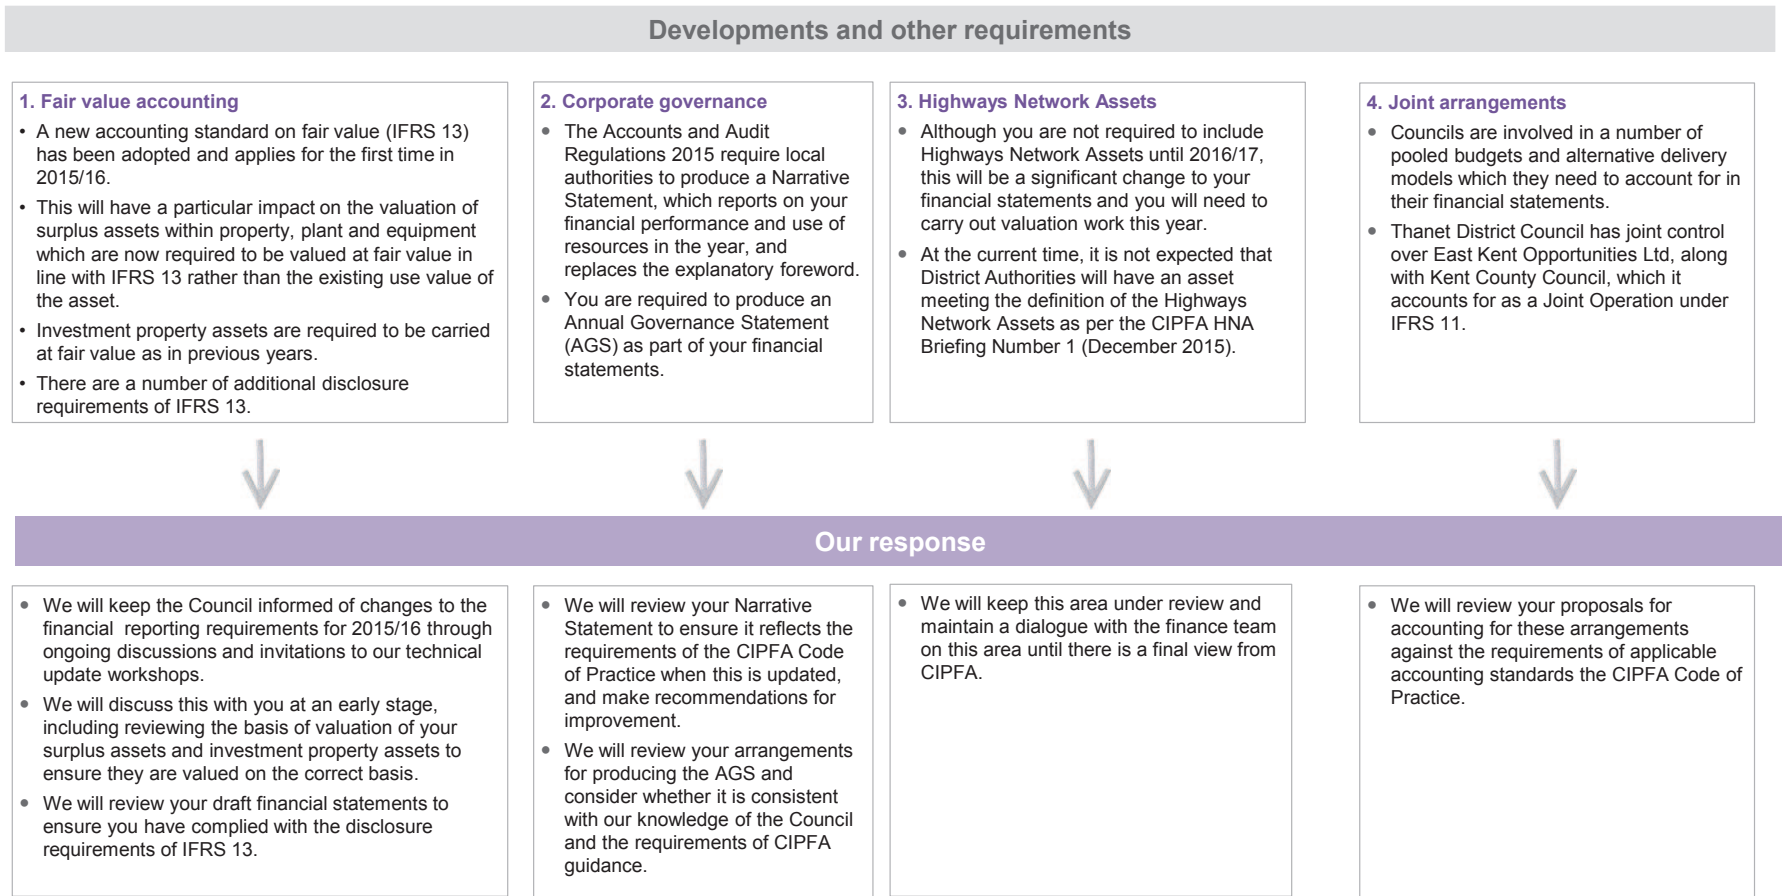 Developments and other requirements
1. Fair value accounting
• A new accounting standard on fair value (IFRS 13)
has been adopted and applies for the first time in
2015/16.
• This will have a particular impact on the valuation of
surplus assets within property, plant and equipment
which are now required to be valued at fair value in
line with IFRS 13 rather than the existing use value of
the asset.
• Investment property assets are required to be carried
at fair value as in previous years.
• There are a number of additional disclosure
requirements of IFRS 13.
2. Corporate governance
• The Accounts and Audit
Regulations 2015 require local
authorities to produce a Narrative
Statement, which reports on your
financial performance and use of
resources in the year, and
replaces the explanatory foreword.
• You are required to produce an
Annual Governance Statement
(AGS) as part of your financial
statements.
3. Highways Network Assets
• Although you are not required to include
Highways Network Assets until 2016/17,
this will be a significant change to your
financial statements and you will need to
carry out valuation work this year.
• At the current time, it is not expected that
District Authorities will have an asset
meeting the definition of the Highways
Network Assets as per the CIPFA HNA
Briefing Number 1 (December 2015).
4. Joint arrangements
• Councils are involved in a number of
pooled budgets and alternative delivery
models which they need to account for in
their financial statements.
• Thanet District Council has joint control
over East Kent Opportunities Ltd, along
with Kent County Council, which it
accounts for as a Joint Operation under
IFRS 11.
Our response
• We will keep the Council informed of changes to the
financial reporting requirements for 2015/16 through
ongoing discussions and invitations to our technical
update workshops.
• We will discuss this with you at an early stage,
including reviewing the basis of valuation of your
surplus assets and investment property assets to
ensure they are valued on the correct basis.
• We will review your draft financial statements to
ensure you have complied with the disclosure
requirements of IFRS 13.
• We will review your Narrative
Statement to ensure it reflects the
requirements of the CIPFA Code
of Practice when this is updated,
and make recommendations for
improvement.
• We will review your arrangements
for producing the AGS and
consider whether it is consistent
with our knowledge of the Council
and the requirements of CIPFA
guidance.
• We will keep this area under review and
maintain a dialogue with the finance team
on this area until there is a final view from
CIPFA.
• We will review your proposals for
accounting for these arrangements
against the requirements of applicable
accounting standards the CIPFA Code of
Practice.